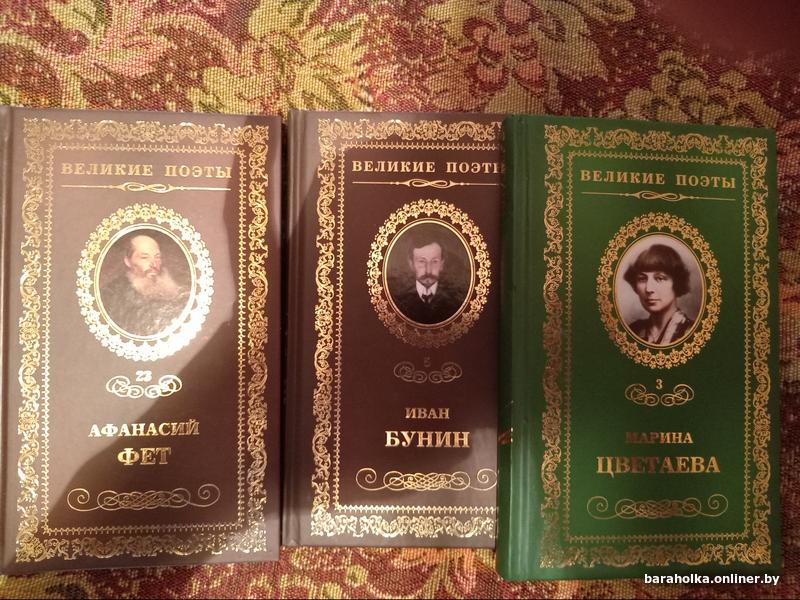 ВЕЛИКИЕ ПОЭТЫ
23
АФАНАСИЙ
ФЕТ
ВЕЛИКИЕ ПОЭТЫ
5
ИВАН
БУНИН
ВЕЛИКИЕ ПОЭТЫ
3
МАРИНА
ЦВЕТАЕВА
baraholka.onliner.by